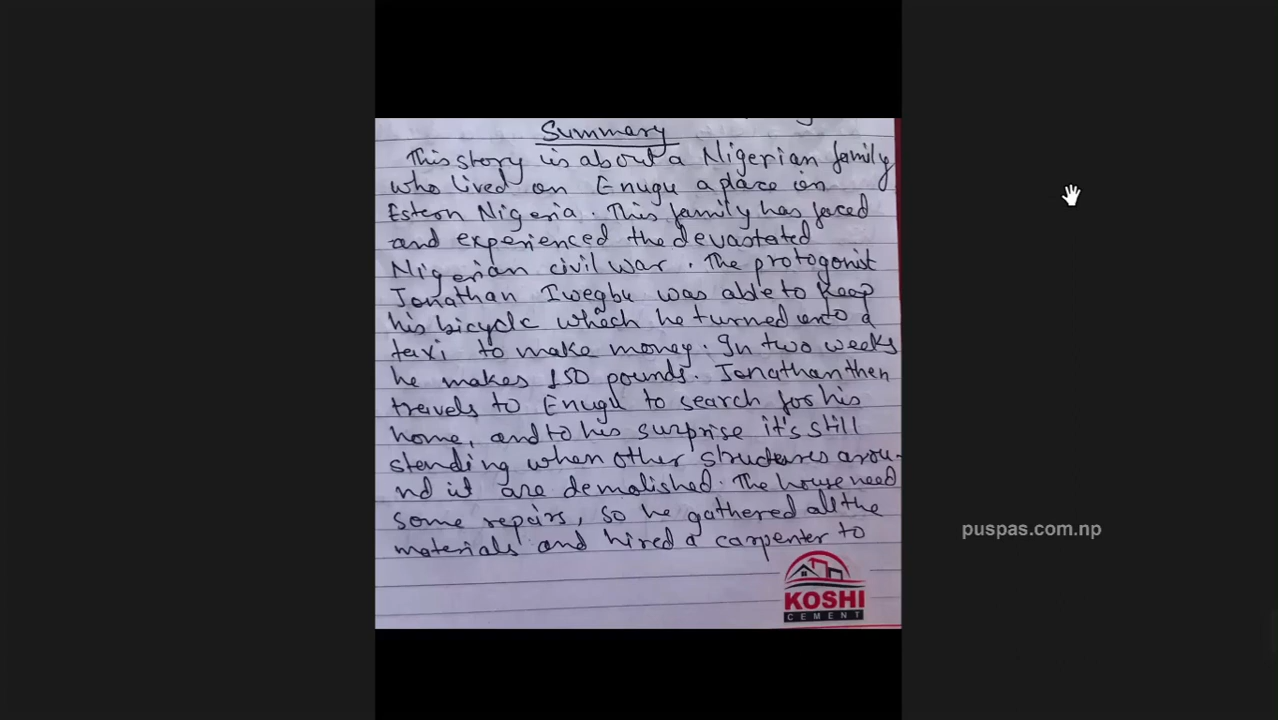 Summary
This story is about a Nigerian family
who lived in Enugu a place in
Estern Nigeria. This family has faced
and experienced the devastated
Nigerian civil war. The protogonist
Jonathan Iwegbu was able to keep
his bicycle which he turned into a
taxi to make money. In two weeks
he makes 150 pounds. Jonathan then
travels to Enugu to search for his
home, and to his surprise it's still
standing when other structures arou-
nd it are demolished. The house need
some repairs, so he gathered all the
materials and hired a carpenter to
puspas.com.np
KOSHI
CEMENT